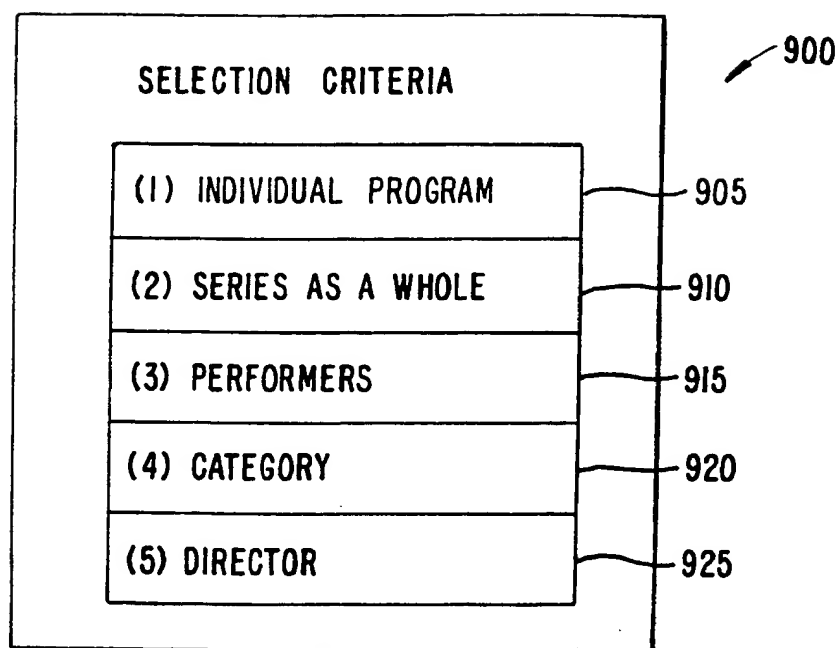 900
SELECTION CRITERIA
(1) INDIVIDUAL PROGRAM 905
(2) SERIES AS A WHOLE 910
(3) PERFORMERS 915
(4) CATEGORY 920
(5) DIRECTOR 925